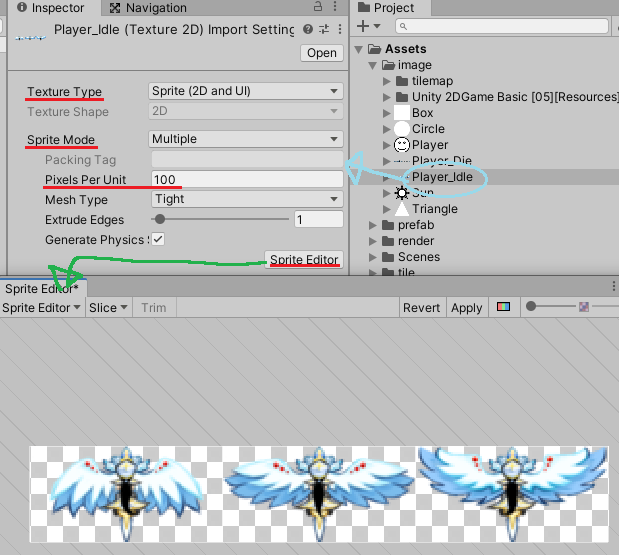 Inspector
Navigation
Player_Idle (Texture 2D) Import Setting
Open
Texture Type
Sprite (2D and UI)
Texture Shape
2D
Sprite Mode
Multiple
Packing Tag
Pixels Per Unit
100
Mesh Type
Tight
Extrude Edges
1
Generate Physics
Sprite Editor
Project
Assets
image
tilemap
Unity 2DGame Basic [05][Resources]
Box
Circle
Player
Player_Die
Player_Idle
Sun
Triangle
prefab
render
Scenes
tile
Sprite Editor*
Sprite Editor
Slice
Trim
Revert
Apply